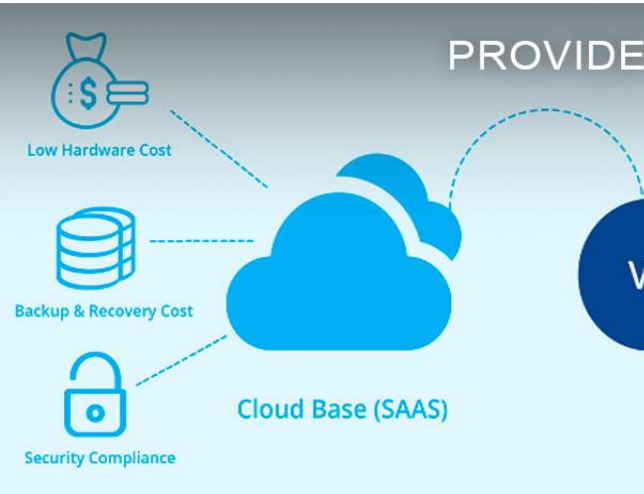 PROVIDE
Low Hardware Cost
Backup & Recovery Cost
Cloud Base (SAAS)
Security Compliance